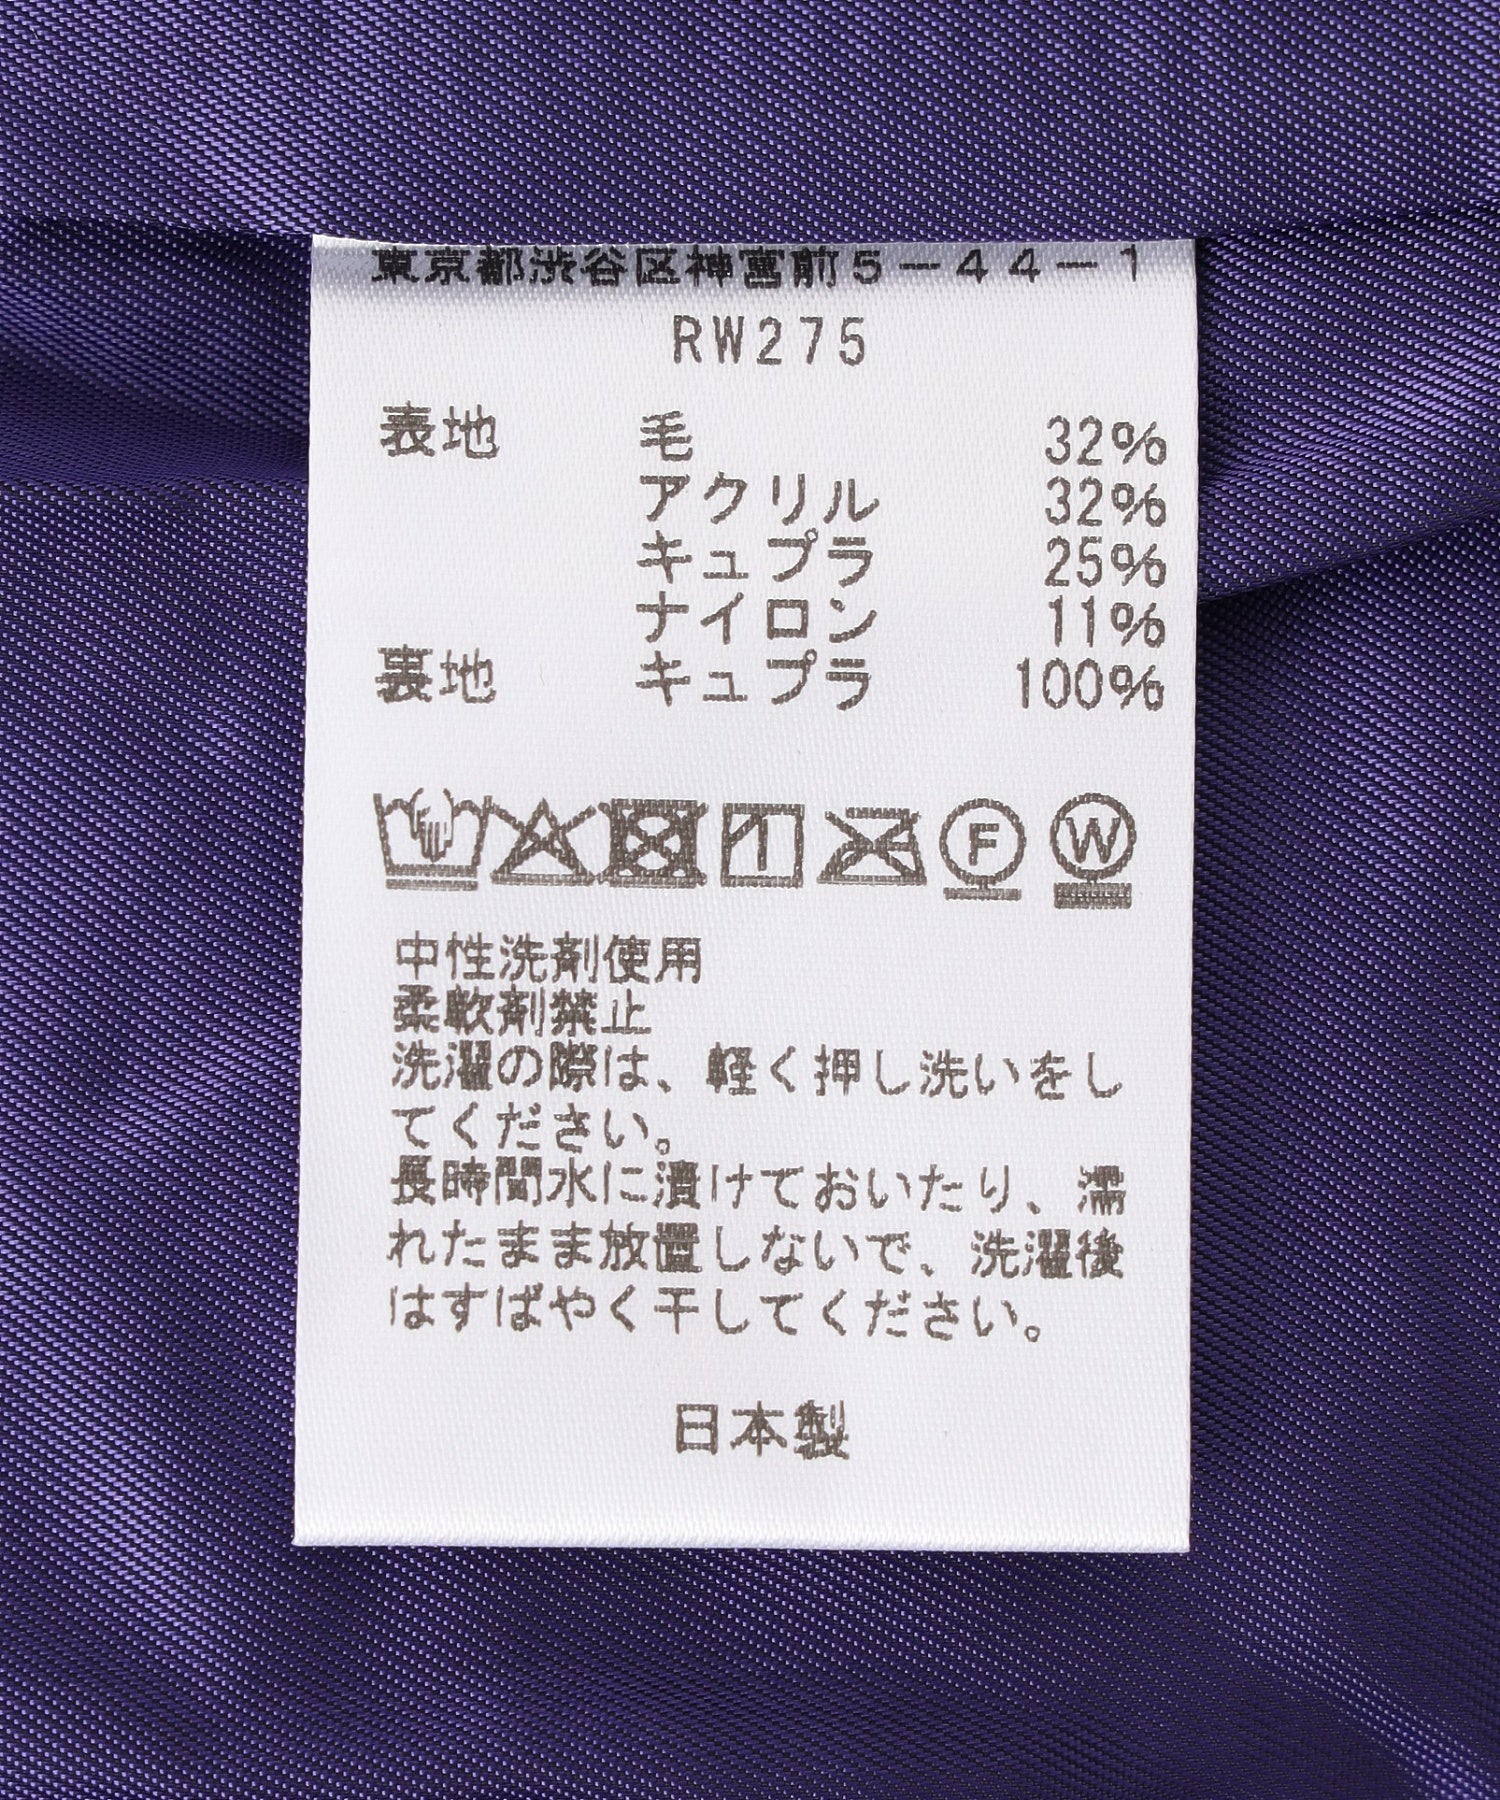 東京都渋谷区神宮前5-44-1
RW275
表地 毛 32%
アクリル 32%
キュプラ 25%
ナイロン 11%
裏地 キュプラ 100%
F W
中性洗剤使用
柔軟剤禁止
洗濯の際は、軽く押し洗いをし
てください。
長時間水に漬けておいたり、濡
れたまま放置しないで、洗濯後
はすばやく干してください。
日本製